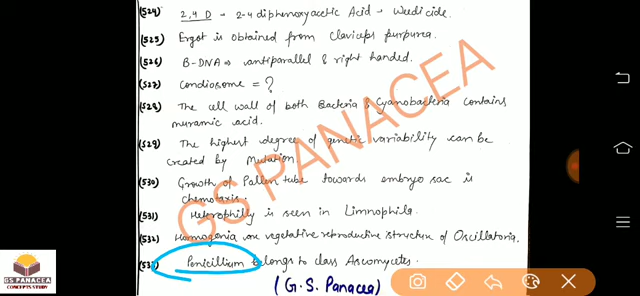 (524) 2,4 D → 2-4 diphenoxyacetic Acid → Weedicide.
(525) Ergot is obtained from Claviceps purpurea.
(526) B-DNA ⇒ antiparallel & right handed.
(527) Condiosome = ?
(528) The cell wall of both Bacteria & Cyanobacteria contains
muramic acid.
(529) The highest degree of genetic variability can be
created by Mutation.
(530) Growth of Pollen tube towards embryo sac is
chemotaxis.
(531) Heterophilly is seen in Limnophila.
(532) Homogonia are vegetative reproductive structure of Oscillatoria.
(533) Penicillium belongs to class Ascomycetes.
(G.S. Panacea)
GS PANACEA
GS PANACEA
CONCEPTS STUDY